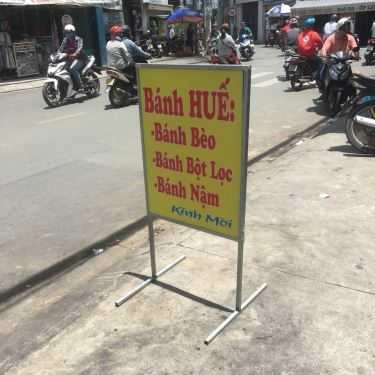 Bánh HUẾ:
•Bánh Bèo
•Bánh Bột Lọc
•Bánh Nậm
Kính Mời